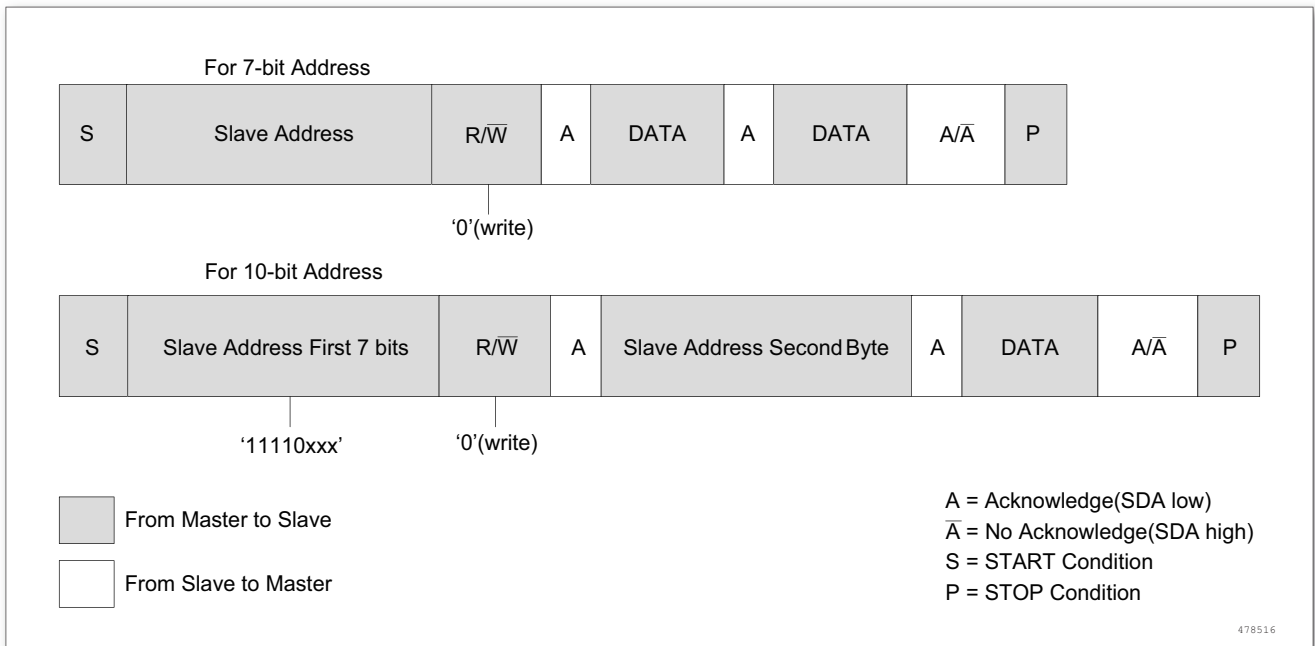 For 7-bit Address
S Slave Address R/W̅ A DATA A DATA A/A̅ P
‘0’(write)
For 10-bit Address
S Slave Address First 7 bits R/W̅ A Slave Address Second Byte A DATA A/A̅ P
‘11110xxx’ ‘0’(write)
From Master to Slave
From Slave to Master
A = Acknowledge(SDA low)
A̅ = No Acknowledge(SDA high)
S = START Condition
P = STOP Condition
478516